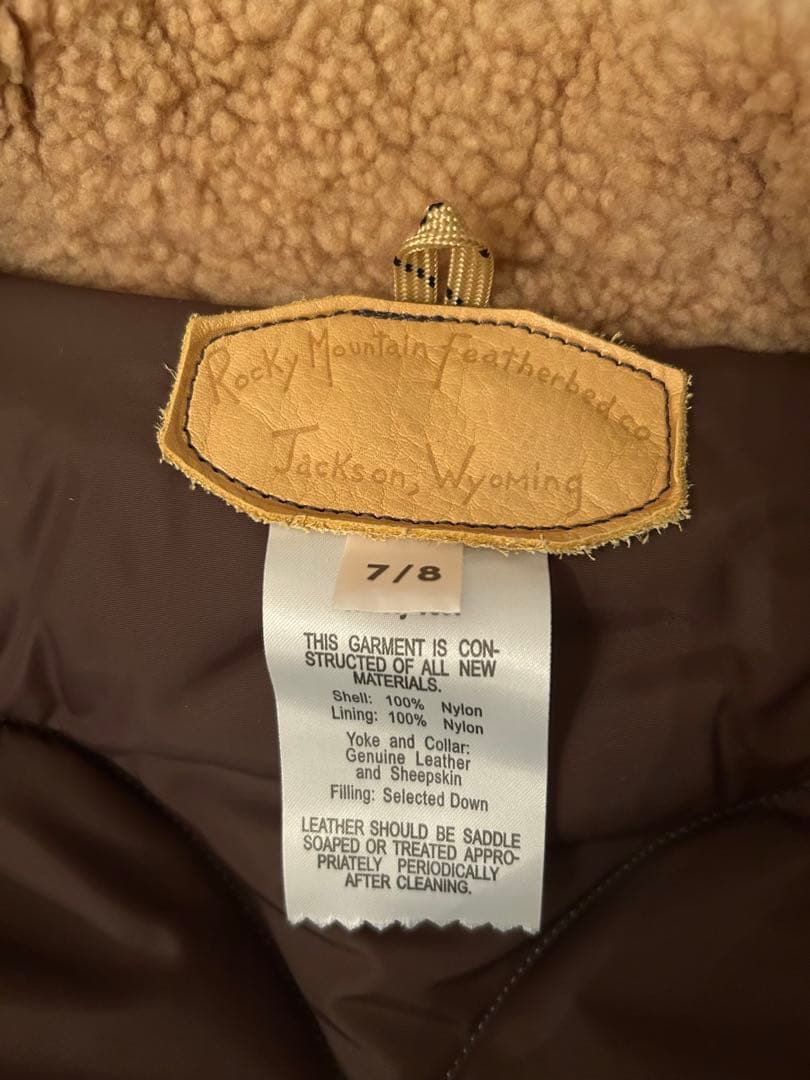 Rocky Mountain Featherbed co
Jackson, Wyoming
7/8
THIS GARMENT IS CON-
STRUCTED OF ALL NEW
MATERIALS.
Shell: 100% Nylon
Lining: 100% Nylon
Yoke and Collar:
Genuine Leather
and Sheepskin
Filling: Selected Down
LEATHER SHOULD BE SADDLE
SOAPED OR TREATED APPRO-
PRIATELY PERIODICALLY
AFTER CLEANING.